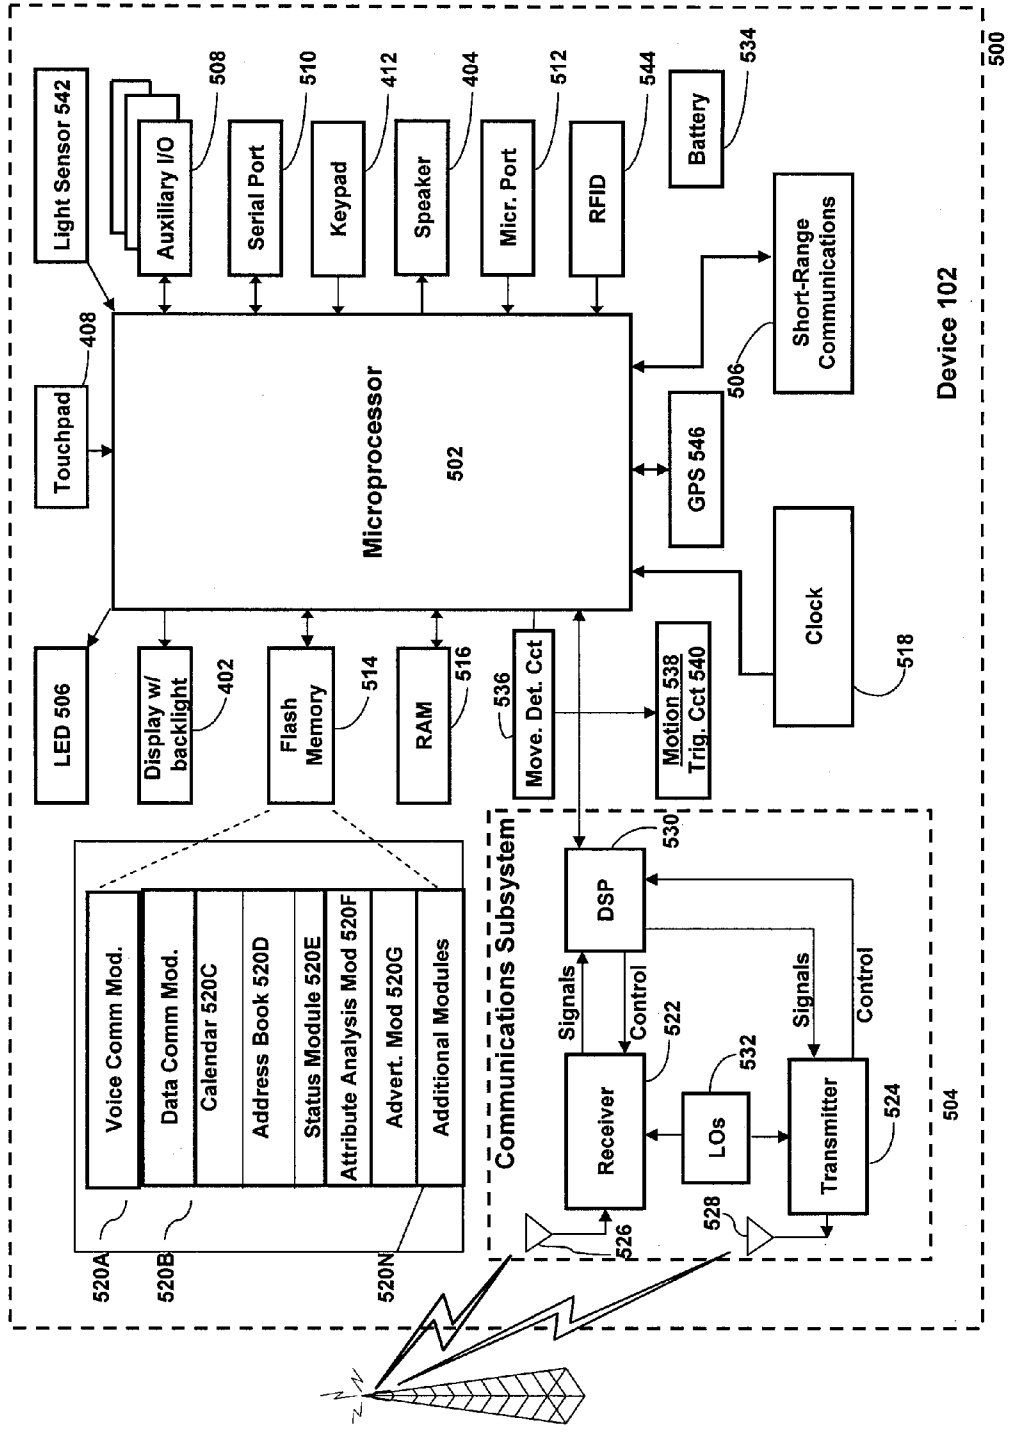 520A
520B
520N
Voice Comm Mod.
Data Comm Mod.
Calendar 520C
Address Book 520D
Status Module 520E
Attribute Analysis Mod 520F
Advert. Mod 520G
Additional Modules
LED 506
Display w/
backlight
402
Flash
Memory
514
RAM
516
536
Move. Det. Cct
Motion 538
Trig. Cct 540
Touchpad
408
Light Sensor 542
Microprocessor
502
Auxiliary I/O
508
Serial Port
510
Keypad
412
Speaker
404
Micr. Port
512
RFID
544
Battery
534
GPS 546
506
Short-Range
Communications
Clock
518
Communications Subsystem
526
528
Receiver
522
Signals
Control
DSP
530
LOs
532
Transmitter
524
Signals
Control
504
Device 102
500